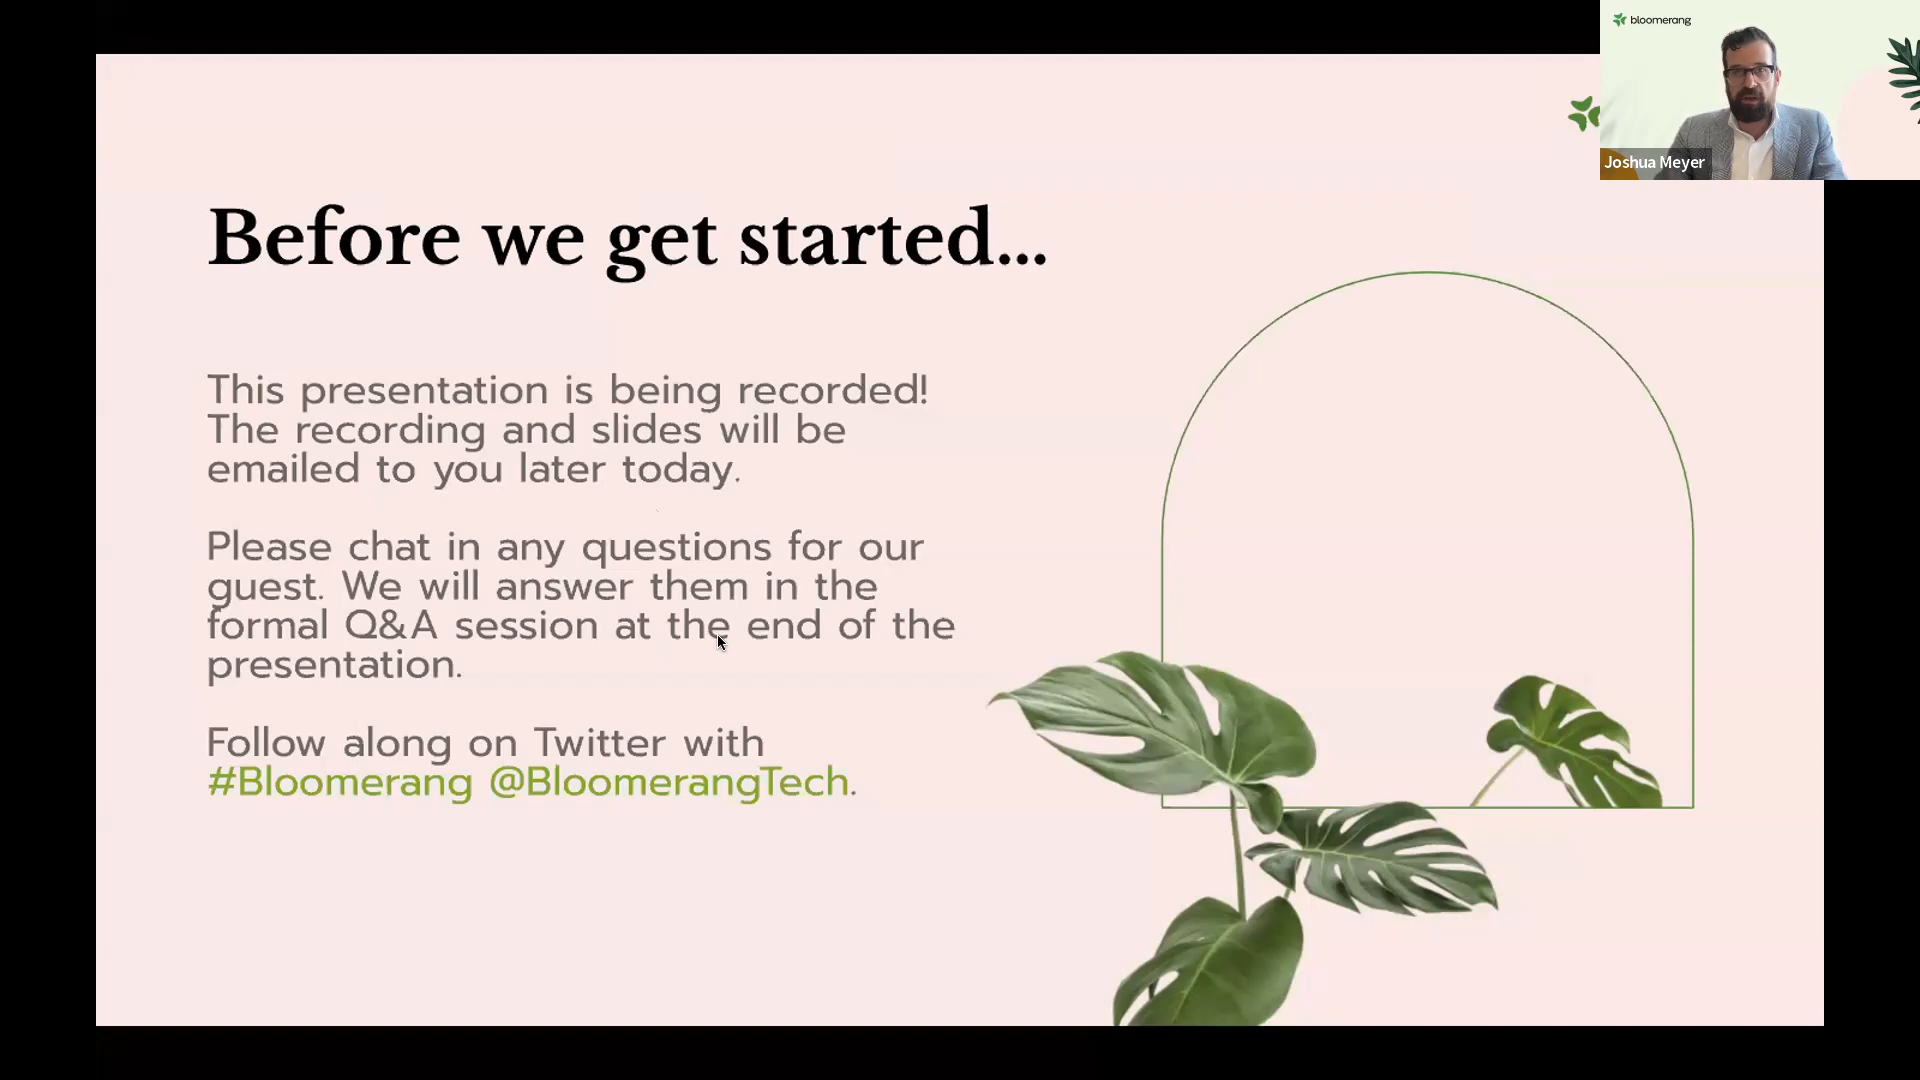 bloomerang
Joshua Meyer
Before we get started...
This presentation is being recorded!
The recording and slides will be
emailed to you later today.
Please chat in any questions for our
guest. We will answer them in the
formal Q&A session at the end of the
presentation.
Follow along on Twitter with
#Bloomerang @BloomerangTech.